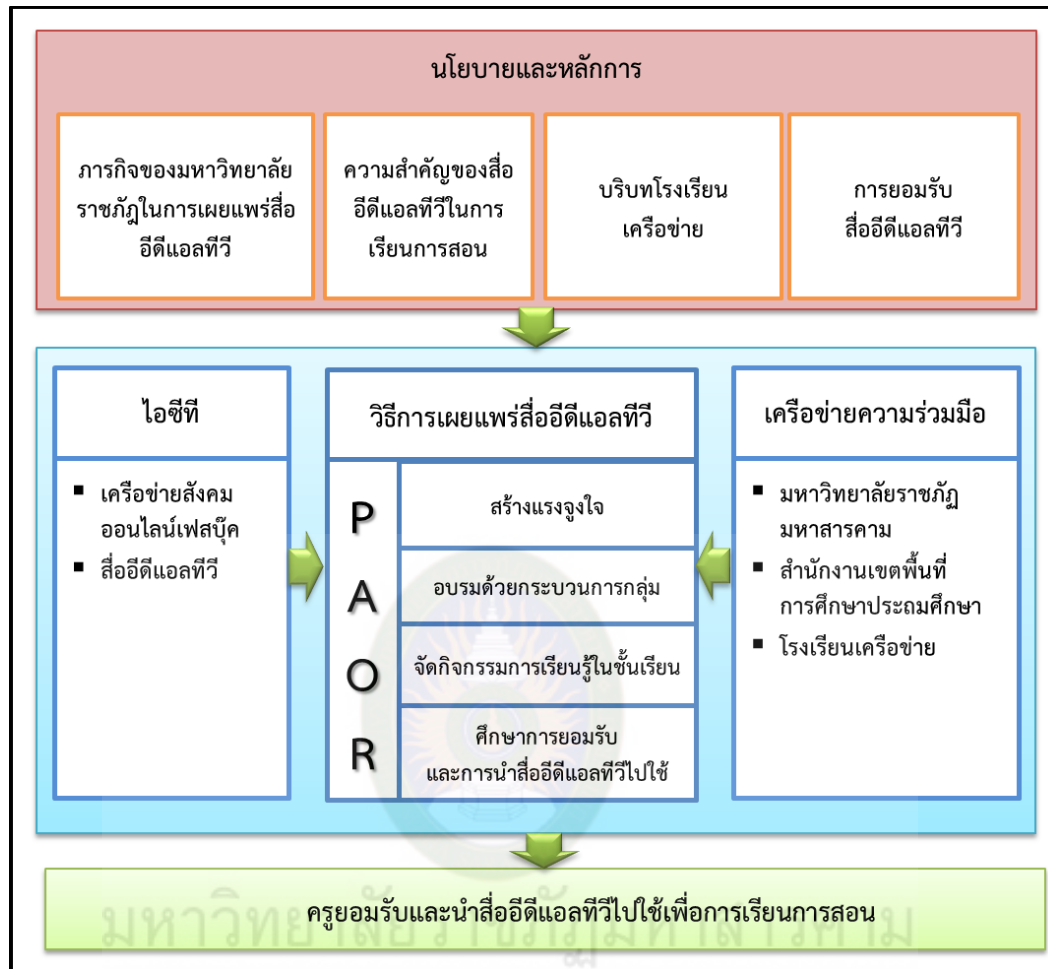 นโยบายและหลักการ
ภารกิจของมหาวิทยาลัย
ราชภัฏในการเผยแพร่สื่อ
อีดีแอลทีวี
ความสำคัญของสื่อ
อีดีแอลทีวีในการ
เรียนการสอน
บริบทโรงเรียน
เครือข่าย
การยอมรับ
สื่ออีดีแอลทีวี
ไอซีที
▪ เครือข่ายสังคม
ออนไลน์เฟสบุ๊ค
▪ สื่ออีดีแอลทีวี
วิธีการเผยแพร่สื่ออีดีแอลทีวี
P
สร้างแรงจูงใจ
A
อบรมด้วยกระบวนการกลุ่ม
O
จัดกิจกรรมการเรียนรู้ในชั้นเรียน
R
ศึกษาการยอมรับ
และการนำสื่ออีดีแอลทีวีไปใช้
เครือข่ายความร่วมมือ
▪ มหาวิทยาลัยราชภัฏ
มหาสารคาม
▪ สำนักงานเขตพื้นที่
การศึกษาประถมศึกษา
▪ โรงเรียนเครือข่าย
ครูยอมรับและนำสื่ออีดีแอลทีวีไปใช้เพื่อการเรียนการสอน
มหาวิทยาลัยราชภัฏมหาสารคาม